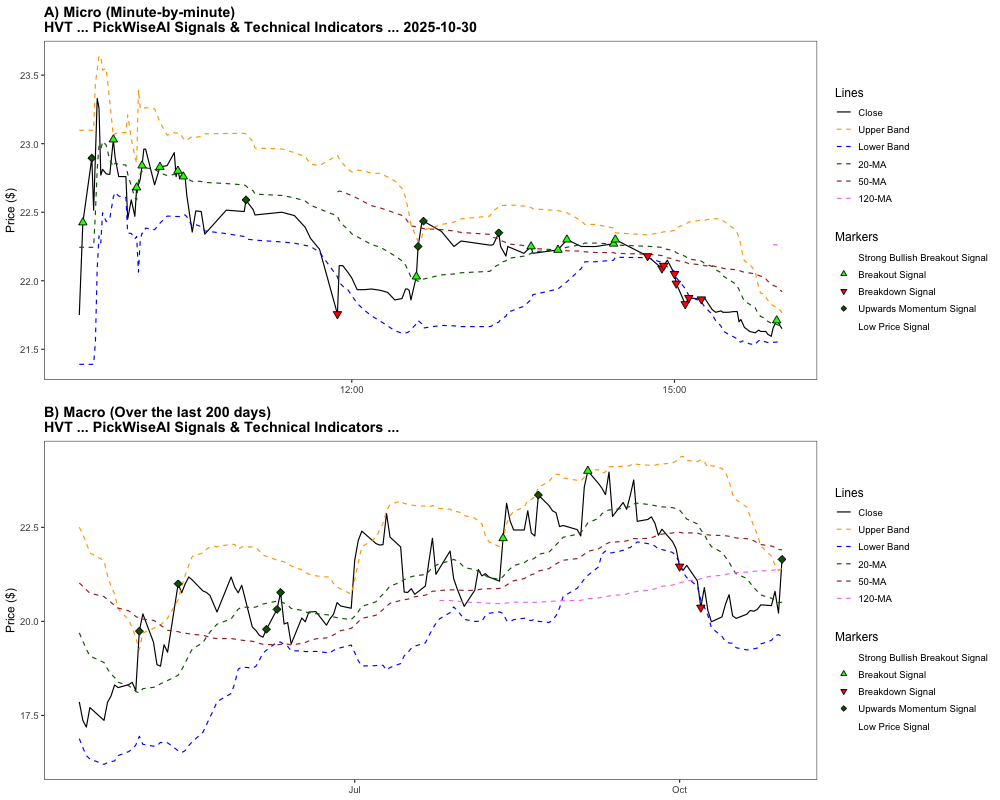 A) Micro (Minute-by-minute)
HVT ... PickWiseAI Signals & Technical Indicators ... 2025-10-30
Price ($)
23.5
23.0
22.5
22.0
21.5
12:00
15:00
Lines
Close
Upper Band
Lower Band
20-MA
50-MA
120-MA
Markers
Strong Bullish Breakout Signal
Breakout Signal
Breakdown Signal
Upwards Momentum Signal
Low Price Signal
B) Macro (Over the last 200 days)
HVT ... PickWiseAI Signals & Technical Indicators ...
Price ($)
22.5
20.0
17.5
Jul
Oct
Lines
Close
Upper Band
Lower Band
20-MA
50-MA
120-MA
Markers
Strong Bullish Breakout Signal
Breakout Signal
Breakdown Signal
Upwards Momentum Signal
Low Price Signal